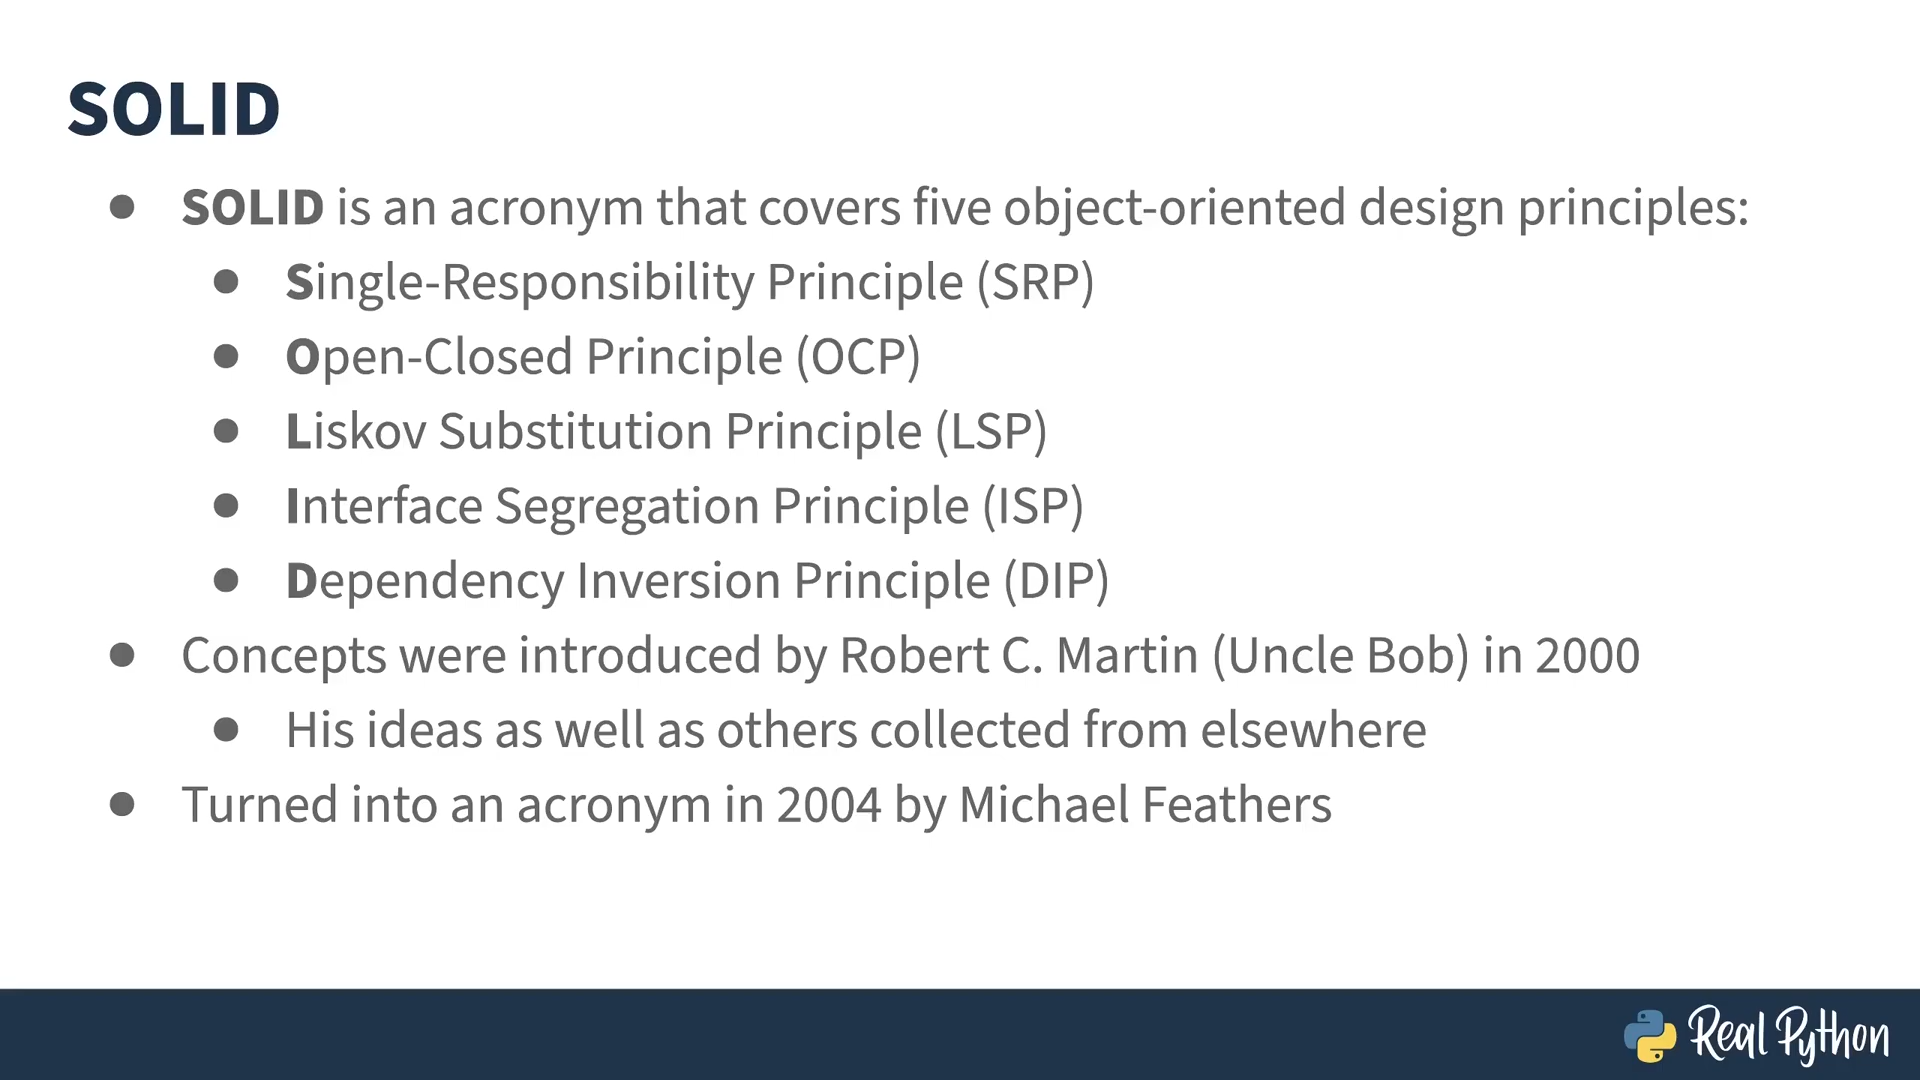 SOLID
● SOLID is an acronym that covers five object-oriented design principles:
● Single-Responsibility Principle (SRP)
● Open-Closed Principle (OCP)
● Liskov Substitution Principle (LSP)
● Interface Segregation Principle (ISP)
● Dependency Inversion Principle (DIP)
● Concepts were introduced by Robert C. Martin (Uncle Bob) in 2000
● His ideas as well as others collected from elsewhere
● Turned into an acronym in 2004 by Michael Feathers
Real Python